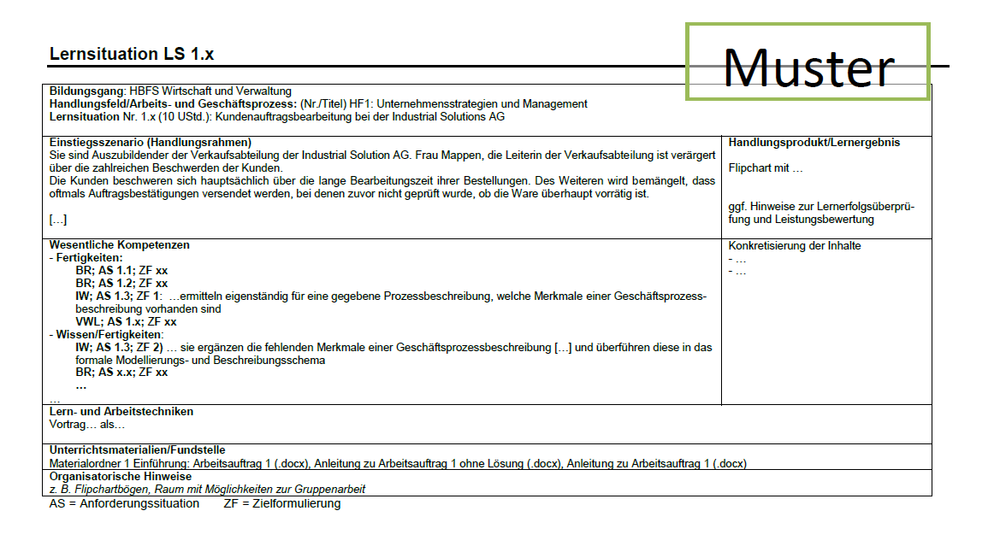 Lernsituation LS 1.x
Muster
Bildungsgang: HBFS Wirtschaft und Verwaltung
Handlungsfeld/Arbeits- und Geschäftsprozess: (Nr./Titel) HF1: Unternehmensstrategien und Management
Lernsituation Nr. 1.x (10 UStd.): Kundenauftragsbearbeitung bei der Industrial Solutions AG
Einstiegsszenario (Handlungsrahmen)
Sie sind Auszubildender der Verkaufsabteilung der Industrial Solution AG. Frau Mappen, die Leiterin der Verkaufsabteilung ist verärgert
über die zahlreichen Beschwerden der Kunden.
Die Kunden beschweren sich hauptsächlich über die lange Bearbeitungszeit ihrer Bestellungen. Des Weiteren wird bemängelt, dass
oftmals Auftragsbestätigungen versendet werden, bei denen zuvor nicht geprüft wurde, ob die Ware überhaupt vorrätig ist.
[…]
Handlungsprodukt/Lernergebnis
Flipchart mit …
ggf. Hinweise zur Lernerfolgsüberprü-
fung und Leistungsbewertung
Wesentliche Kompetenzen
- Fertigkeiten:
BR; AS 1.1; ZF xx
BR; AS 1.2; ZF xx
IW; AS 1.3; ZF 1: …ermitteln eigenständig für eine gegebene Prozessbeschreibung, welche Merkmale einer Geschäftsprozess-
beschreibung vorhanden sind
VWL; AS 1.x; ZF xx
- Wissen/Fertigkeiten:
IW; AS 1.3; ZF 2) … sie ergänzen die fehlenden Merkmale einer Geschäftsprozessbeschreibung […] und überführen diese in das
formale Modellierungs- und Beschreibungsschema
BR; AS x.x; ZF xx
…
…
Konkretisierung der Inhalte
- …
- …
Lern- und Arbeitstechniken
Vortrag… als…
Unterrichtsmaterialien/Fundstelle
Materialordner 1 Einführung: Arbeitsauftrag 1 (.docx), Anleitung zu Arbeitsauftrag 1 ohne Lösung (.docx), Anleitung zu Arbeitsauftrag 1 (.docx)
Organisatorische Hinweise
z. B. Flipchartbögen, Raum mit Möglichkeiten zur Gruppenarbeit
AS = Anforderungssituation ZF = Zielformulierung